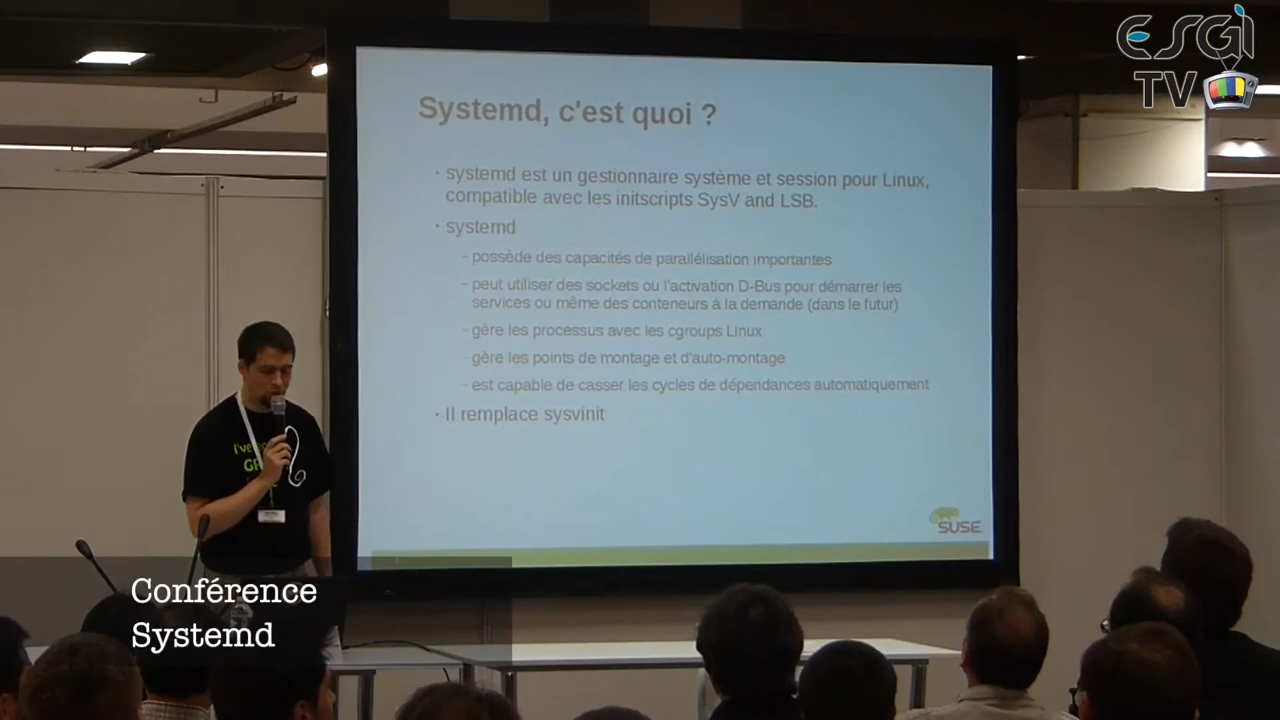 ESGI
TV
Systemd, c'est quoi ?
• systemd est un gestionnaire système et session pour Linux,
compatible avec les initscripts SysV and LSB.
• systemd
– possède des capacités de parallélisation importantes
– peut utiliser des sockets ou l'activation D-Bus pour démarrer les
services ou même des conteneurs à la demande (dans le futur)
– gère les processus avec les cgroups Linux
– gère les points de montage et d'auto-montage
– est capable de casser les cycles de dépendances automatiquement
• Il remplace sysvinit
SUSE
I've
Conférence
Systemd